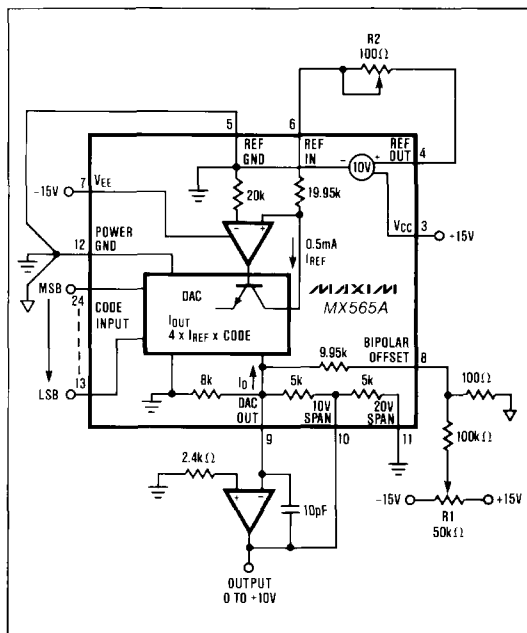 R2
100Ω
5
6
REF
GND
REF
IN
REF
OUT
4
-
+
10V
7
VEE
-15V
20k
19.95k
VCC
3
+15V
-
+
POWER
GND
12
0.5mA
IREF
MAXIM
MX565A
MSB
24
DAC
CODE
INPUT
IOUT
4 x IREF x CODE
BIPOLAR
OFFSET
8
9.95k
100Ω
LSB
13
8k
IO
DAC
OUT
5k
10V
SPAN
5k
20V
SPAN
9
10
11
100kΩ
2.4kΩ
+
-
10pF
-15V
+15V
R1
50kΩ
OUTPUT
0 TO +10V